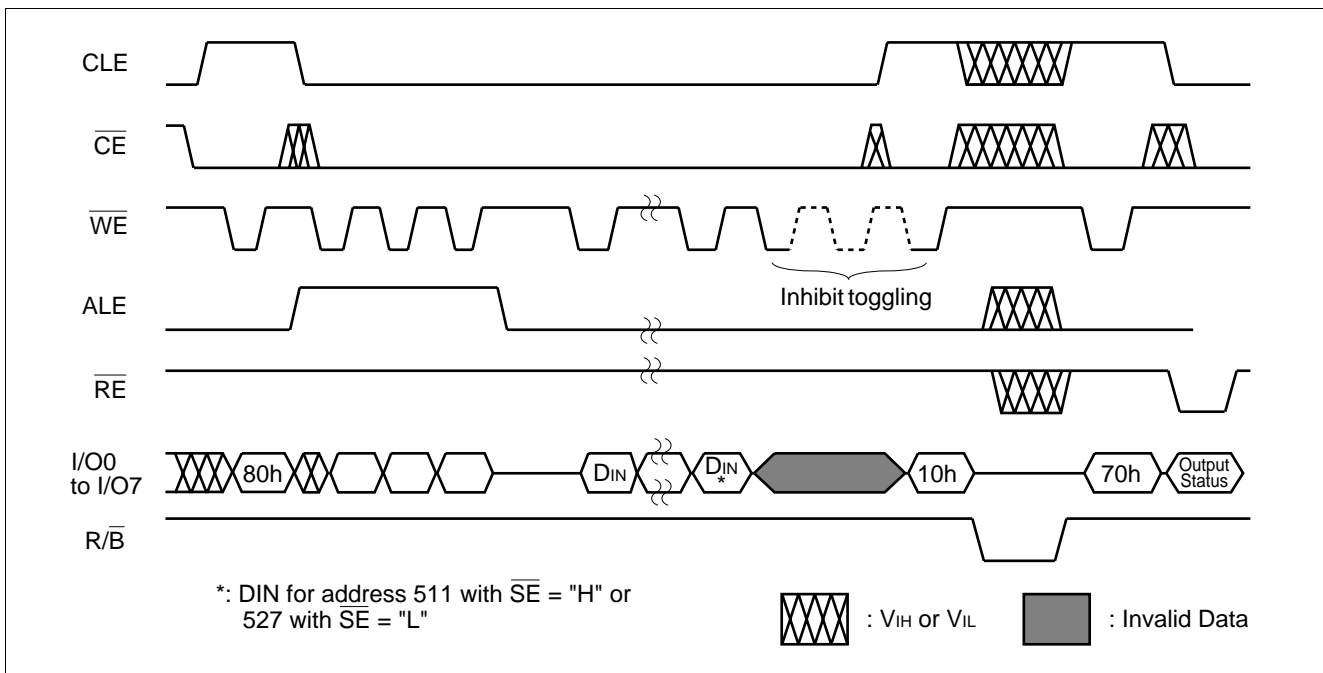 CLE
CE
WE
Inhibit toggling
ALE
RE
I/O0
to I/O7
80h
DIN
DIN
*
10h
70h
Output
Status
R/B
*: DIN for address 511 with SE = "H" or
527 with SE = "L"
: VIH or VIL
: Invalid Data